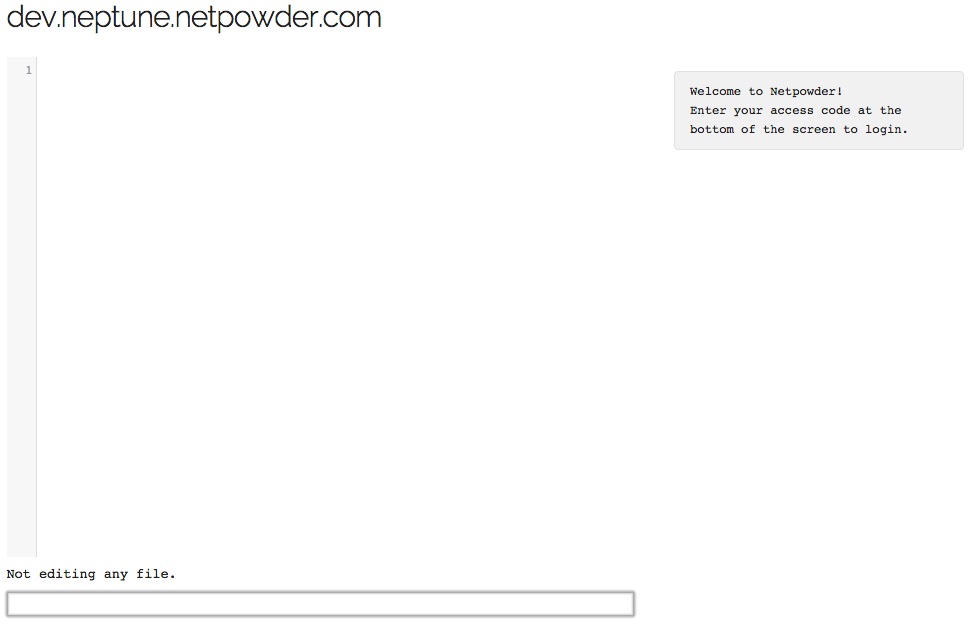 dev.neptune.netpowder.com
1
Welcome to Netpowder!
Enter your access code at the
bottom of the screen to login.
Not editing any file.